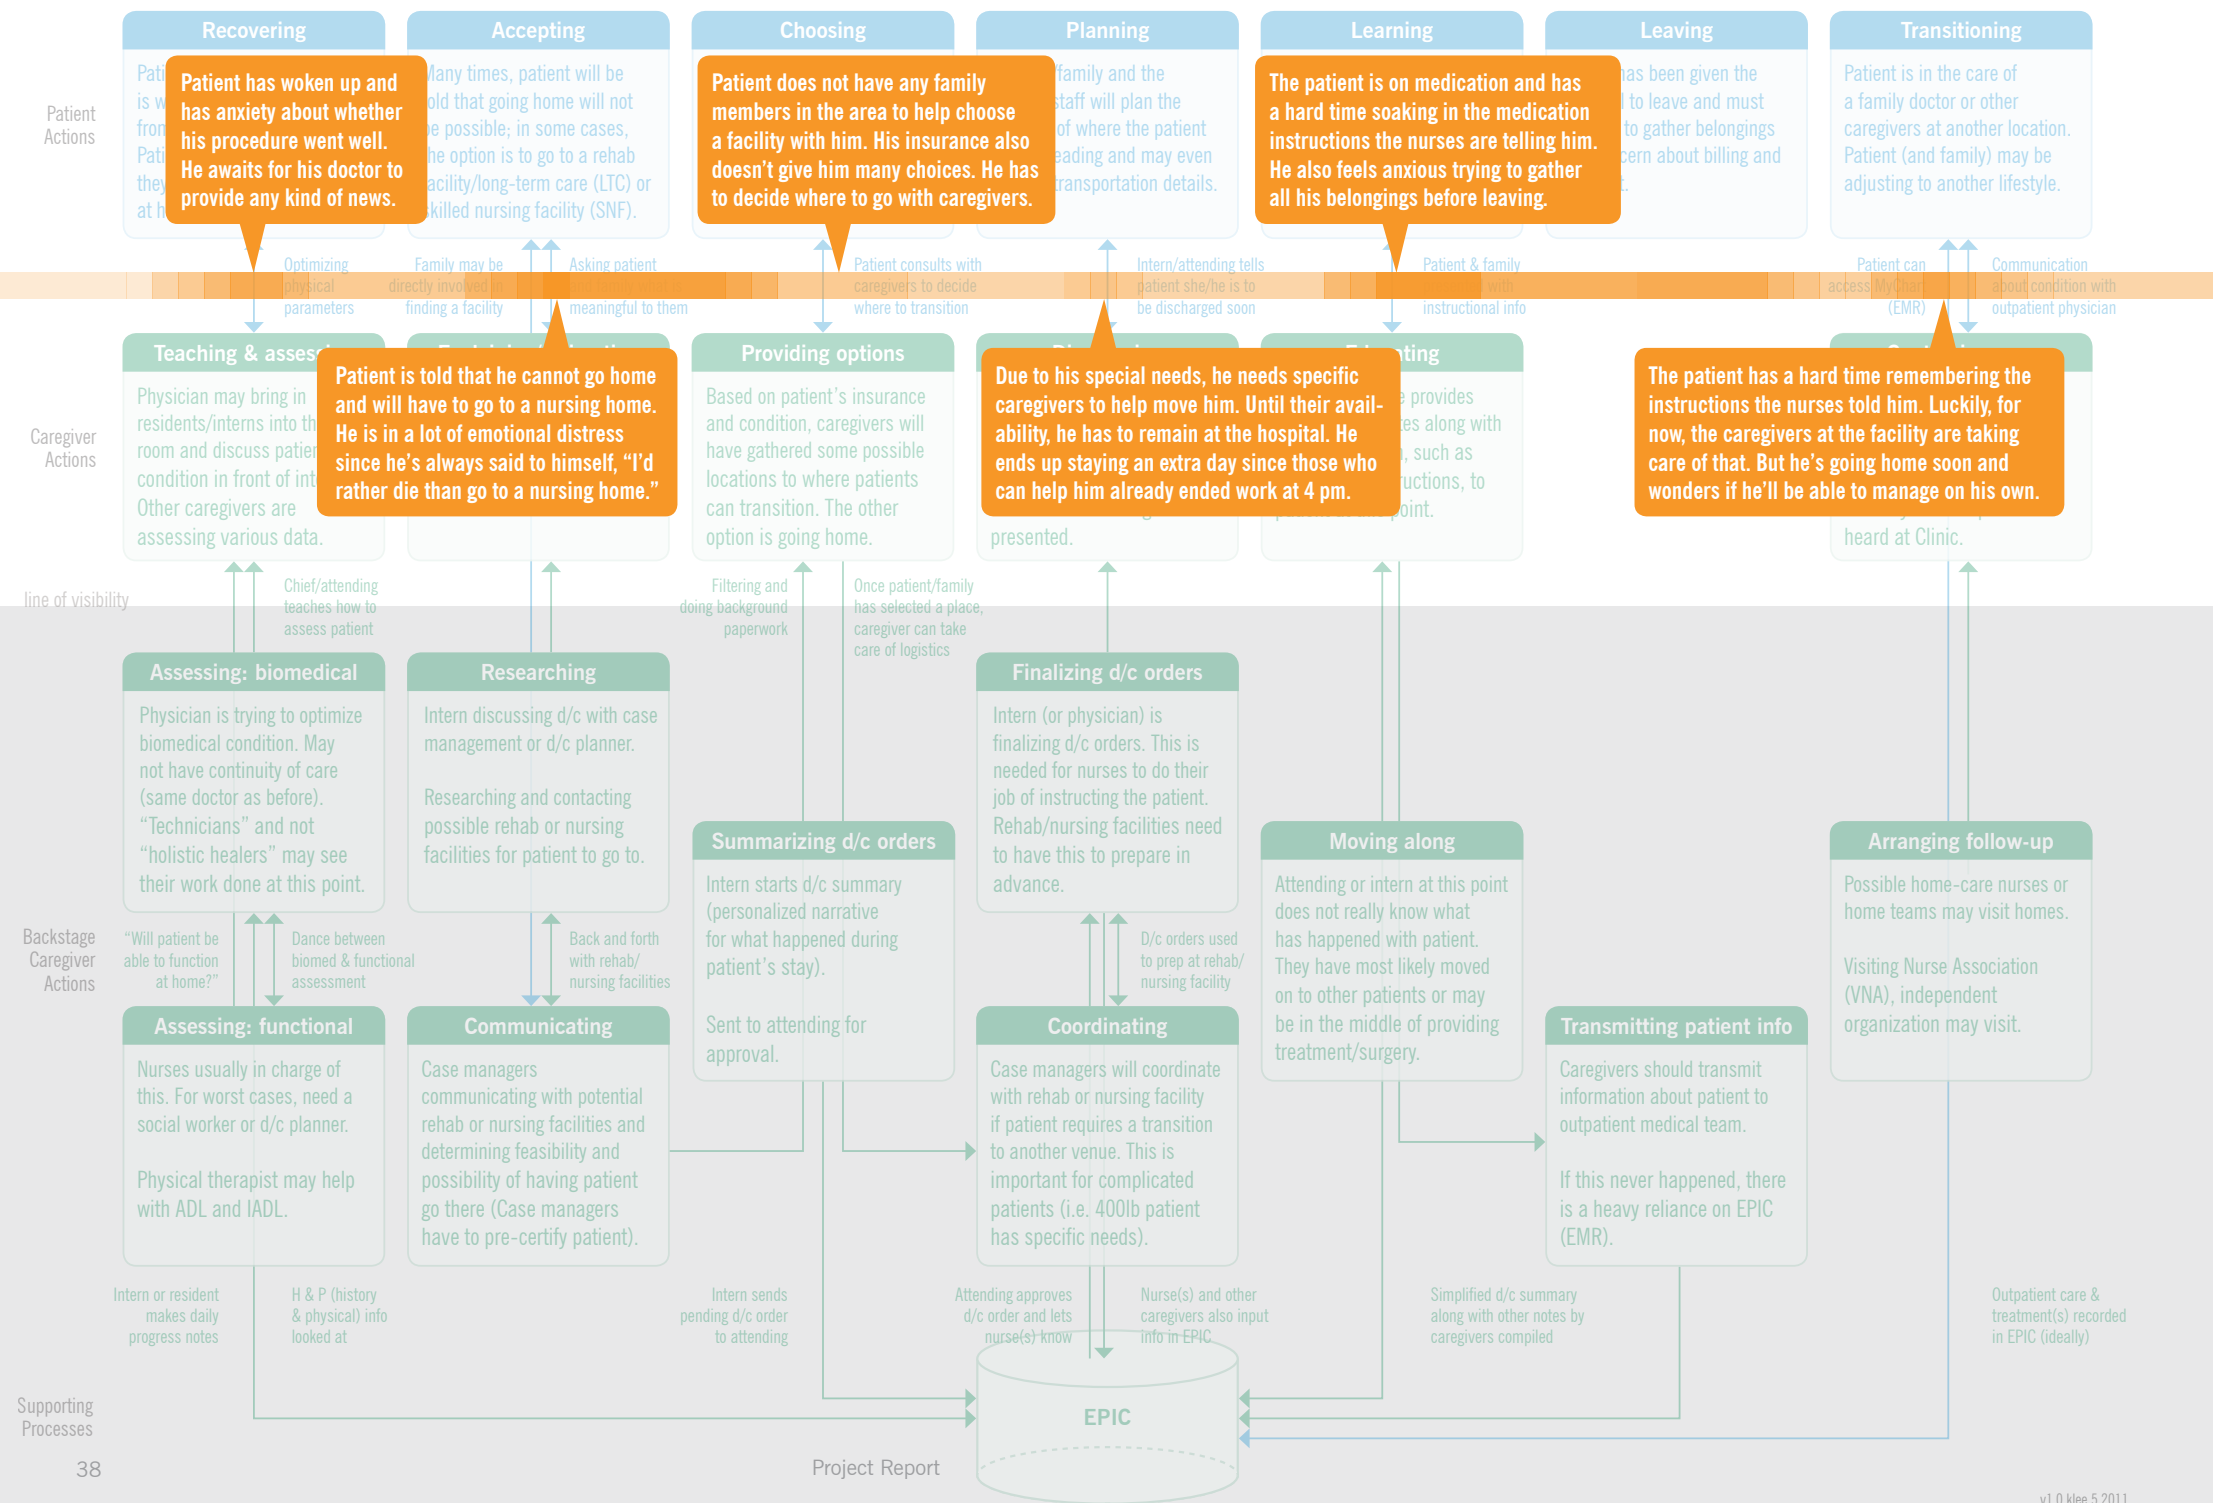 Recovering
Accepting
Choosing
Planning
Learning
Leaving
Transitioning
Patient
Actions
Patient has woken up and
has anxiety about whether
his procedure went well.
He awaits for his doctor to
provide any kind of news.
Many times, patient will be
told that going home will not
be possible; in some cases,
the option is to go to a rehab
facility/long-term care (LTC) or
skilled nursing facility (SNF).
Patient does not have any family
members in the area to help choose
a facility with him. His insurance also
doesn't give him many choices. He has
to decide where to go with caregivers.
family and the
staff will plan the
of where the patient
may even
transportation details.
The patient is on medication and has
a hard time soaking in the medication
instructions the nurses are telling him.
He also feels anxious trying to gather
all his belongings before leaving.
has been given the
to leave and must
to gather belongings
about billing and
Patient is in the care of
a family doctor or other
caregivers at another location.
Patient (and family) may be
adjusting to another lifestyle.
Optimizing
physical
parameters
Family may be
directly involved in
finding a facility
Asking patient
meaningful to them
Patient consults with
caregivers to decide
where to transition
Intern/attending tells
patient she/he is to
be discharged soon
Patient & family
with
instructional info
Patient can
access MyChart
(EMR)
Communication
about condition with
outpatient physician
Caregiver
Actions
Teaching & assessing
Physician may bring in
residents/interns into the
room and discuss patient
condition in front of
Other caregivers are
assessing various data.
Patient is told that he cannot go home
and will have to go to a nursing home.
He is in a lot of emotional distress
since he's always said to himself, “I'd
rather die than go to a nursing home.”
Providing options
Based on patient's insurance
and condition, caregivers will
have gathered some possible
locations to where patients
can transition. The other
option is going home.
Due to his special needs, he needs specific
caregivers to help move him. Until their avail-
ability, he has to remain at the hospital. He
ends up staying an extra day since those who
can help him already ended work at 4 pm.
presented.
Educating
provides
along with
such as
to
point.
The patient has a hard time remembering the
instructions the nurses told him. Luckily, for
now, the caregivers at the facility are taking
care of that. But he's going home soon and
wonders if he'll be able to manage on his own.
heard at Clinic.
line of visibility
Chief/attending
teaches how to
assess patient
Filtering and
doing background
paperwork
Once patient/family
has selected a place,
caregiver can take
care of logistics
Backstage
Caregiver
Actions
Assessing: biomedical
Physician is trying to optimize
biomedical condition. May
not have continuity of care
(same doctor as before).
“Technicians” and not
“holistic healers” may see
their work done at this point.
Researching
Intern discussing d/c with case
management or d/c planner.
Researching and contacting
possible rehab or nursing
facilities for patient to go to.
Summarizing d/c orders
Intern starts d/c summary
(personalized narrative
for what happened during
patient's stay).
Sent to attending for
approval.
Finalizing d/c orders
Intern (or physician) is
finalizing d/c orders. This is
needed for nurses to do their
job of instructing the patient.
Rehab/nursing facilities need
to have this to prepare in
advance.
Moving along
Attending or intern at this point
does not really know what
has happened with patient.
They have most likely moved
on to other patients or may
be in the middle of providing
treatment/surgery.
Arranging follow-up
Possible home-care nurses or
home teams may visit homes.
Visiting Nurse Association
(VNA), independent
organization may visit.
“Will patient be
able to function
at home?”
Dance between
biomed & functional
assessment
Back and forth
with rehab/
nursing facilities
D/c orders used
to prep at rehab/
nursing facility
Assessing: functional
Nurses usually in charge of
this. For worst cases, need a
social worker or d/c planner.
Physical therapist may help
with ADL and IADL.
Communicating
Case managers
communicating with potential
rehab or nursing facilities and
determining feasibility and
possibility of having patient
go there (Case managers
have to pre-certify patient).
Coordinating
Case managers will coordinate
with rehab or nursing facility
if patient requires a transition
to another venue. This is
important for complicated
patients (i.e. 400lb patient
has specific needs).
Transmitting patient info
Caregivers should transmit
information about patient to
outpatient medical team.
If this never happened, there
is a heavy reliance on EPIC
(EMR).
Intern or resident
makes daily
progress notes
H & P (history
& physical) info
looked at
Intern sends
pending d/c order
to attending
Attending approves
d/c order and lets
nurse(s) know
Nurse(s) and other
caregivers also input
info in EPIC
Simplified d/c summary
along with other notes by
caregivers compiled
Outpatient care &
treatment(s) recorded
in EPIC (ideally)
Supporting
Processes
EPIC
38
Project Report
v1.0 klee.5.2011